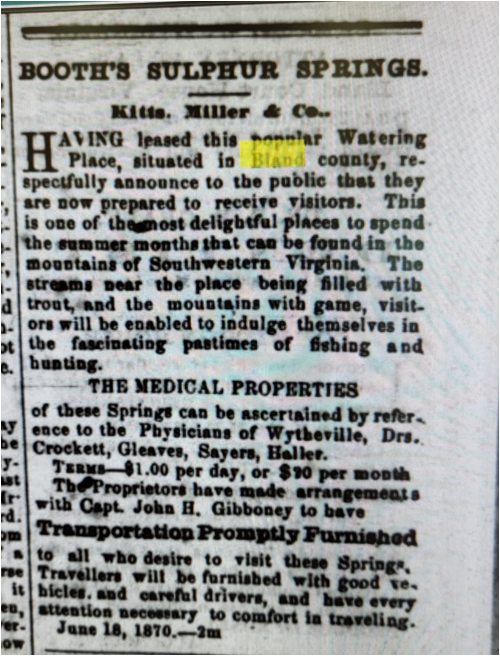 BOOTH'S SULPHUR SPRINGS.
Kitts, Miller & Co..
HAVING leased this popular Watering
Place, situated in Bland county, re-
spectfully announce to the public that they
are now prepared to receive visitors. This
is one of the most delightful places to spend
the summer months that can be found in the
mountains of Southwestern Virginia. The
streams near the place being filled with
trout, and the mountains with game, visit-
ors will be enabled to indulge themselves in
the fascinating pastimes of fishing and
hunting.
THE MEDICAL PROPERTIES
of these Springs can be ascertained by refer-
ence to the Physicians of Wytheville, Drs.
Crockett, Gleaves, Sayers, Haller.
TERMS—$1.00 per day, or per month
The Proprietors have made arrangements
with Capt. John H. Gibboney to have
Transportation Promptly Furnished
to all who desire to visit these Springs.
Travellers will be furnished with good ve-
hicles. and careful drivers, and have every
attention necessary to comfort in traveling.
June 18, 1870.—2m